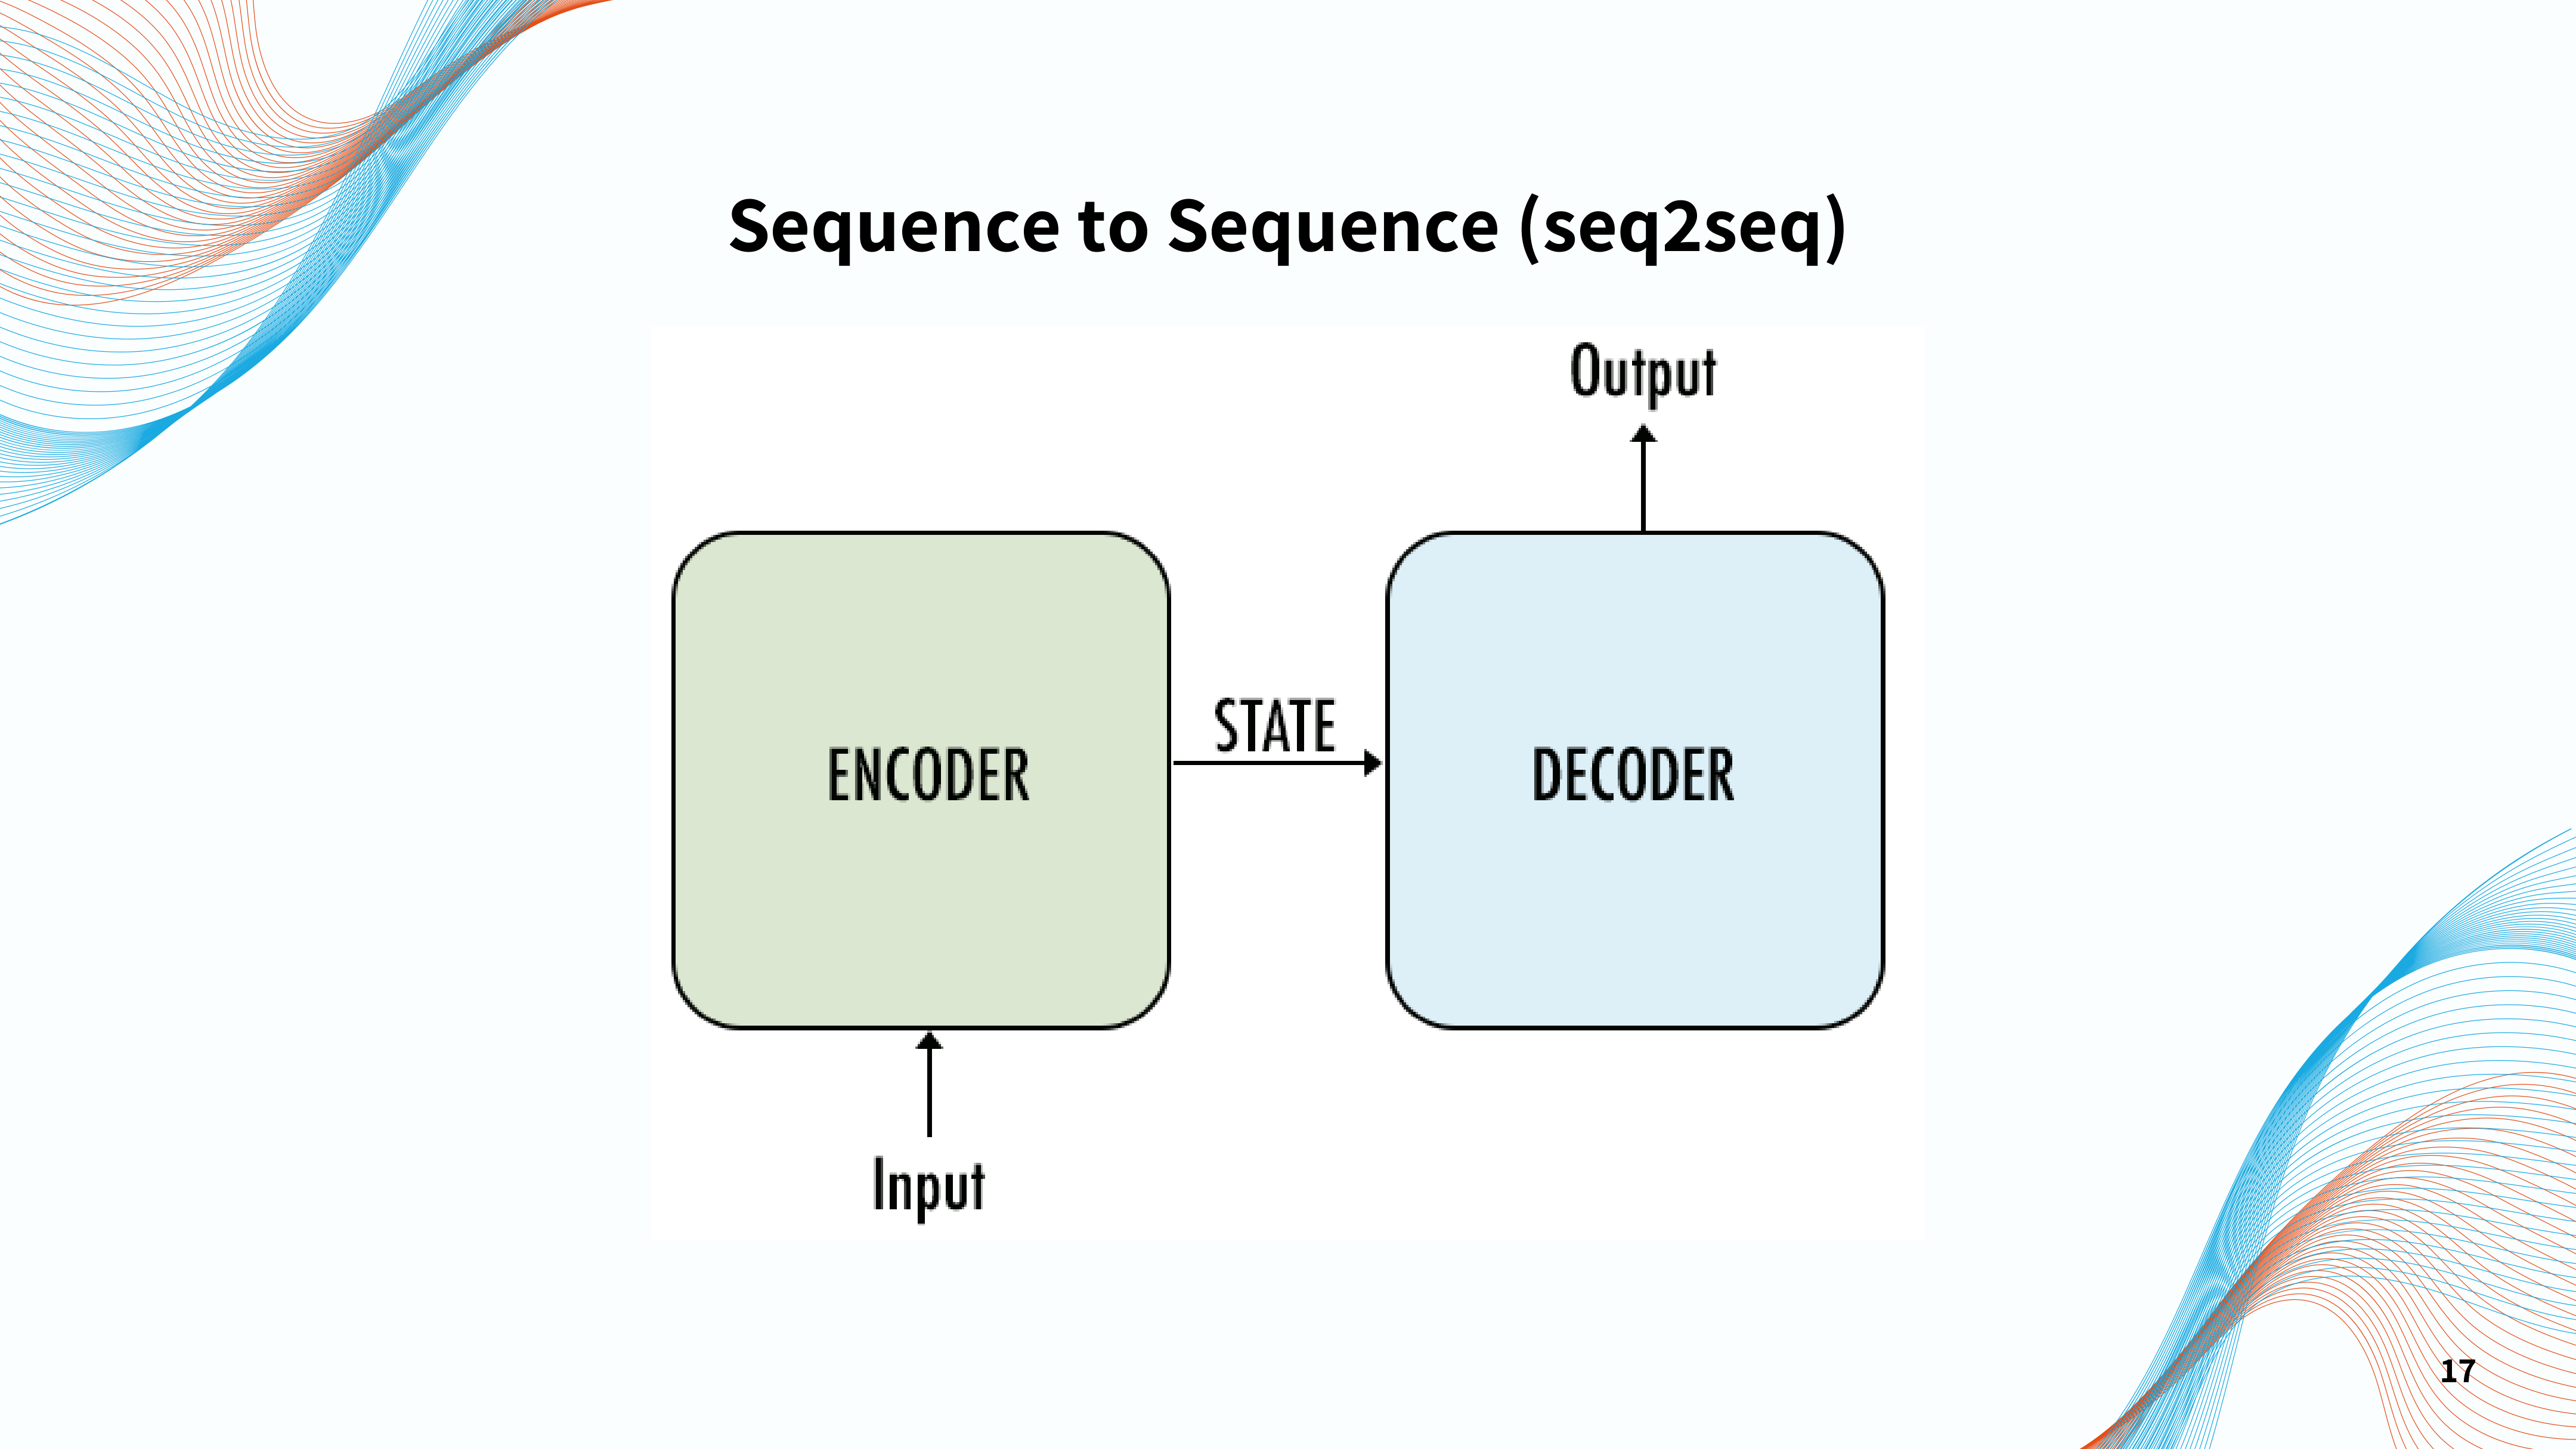 Sequence to Sequence (seq2seq)
Output
STATE
ENCODER
DECODER
Input
17